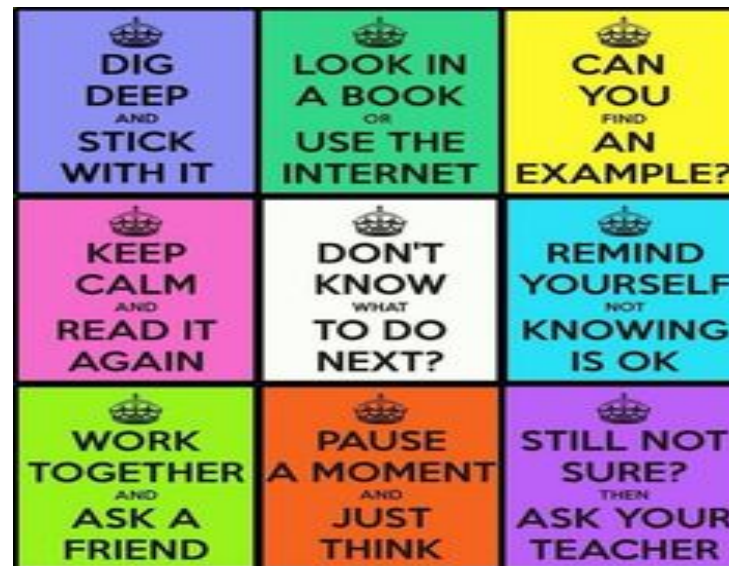 DIG
DEEP
AND
STICK
WITH IT
LOOK IN
A BOOK
OR
USE THE
INTERNET
CAN
YOU
FIND
AN
EXAMPLE?
KEEP
CALM
AND
READ IT
AGAIN
DON'T
KNOW
WHAT
TO DO
NEXT?
REMIND
YOURSELF
NOT
KNOWING
IS OK
WORK
TOGETHER
AND
ASK A
FRIEND
PAUSE
A MOMENT
AND
JUST
THINK
STILL NOT
SURE?
THEN
ASK YOUR
TEACHER